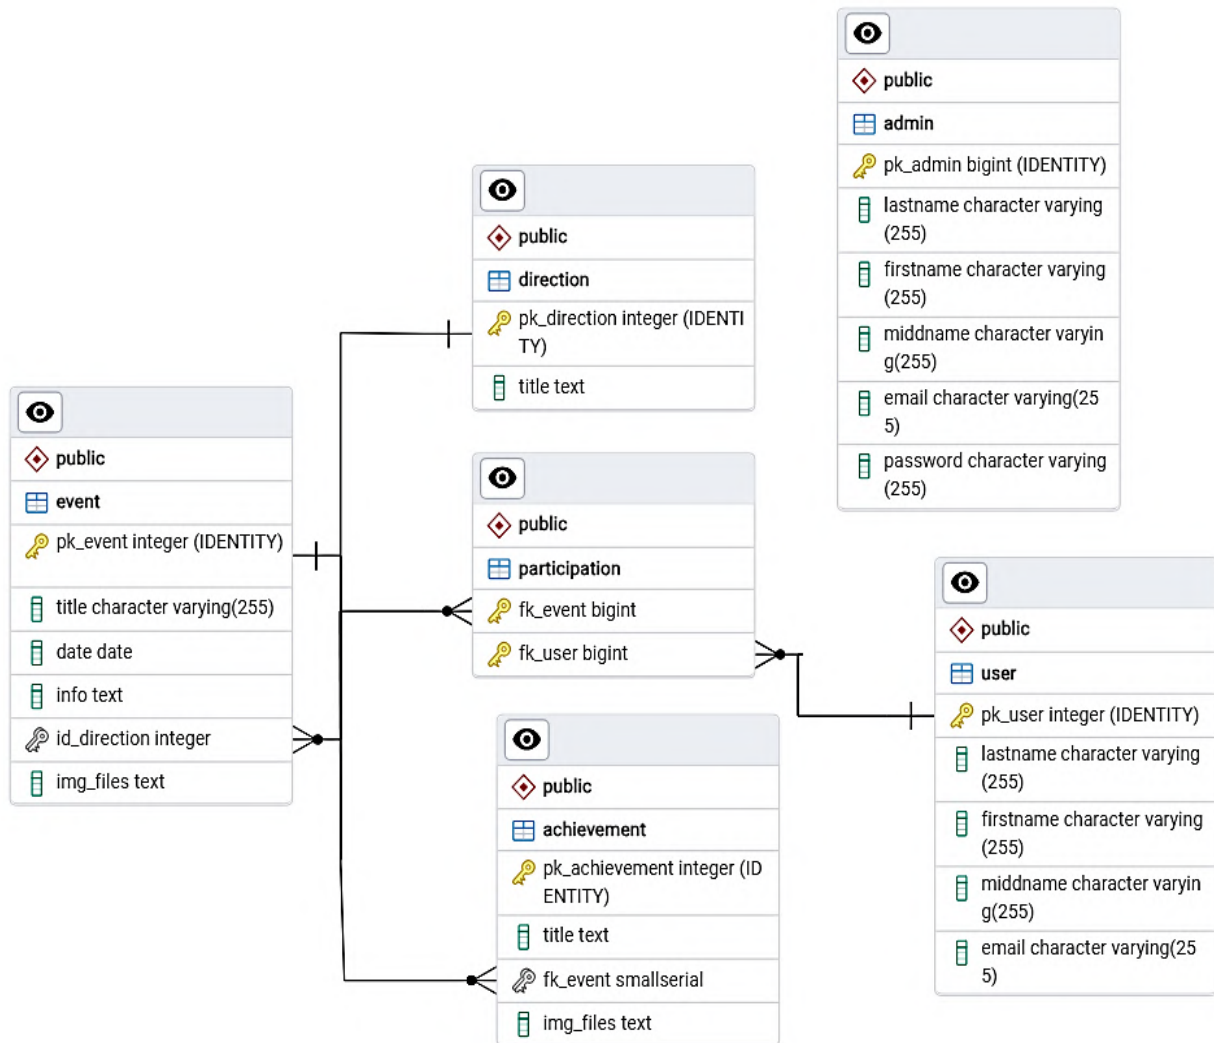 public
admin
pk_admin bigint (IDENTITY)
lastname character varying
(255)
firstname character varying
(255)
middname character varyin
g(255)
email character varying(25
5)
password character varying
(255)
public
direction
pk_direction integer (IDENTI
TY)
title text
public
event
pk_event integer (IDENTITY)
title character varying(255)
date date
info text
id_direction integer
img_files text
public
participation
fk_event bigint
fk_user bigint
public
achievement
pk_achievement integer (ID
ENTITY)
title text
fk_event smallserial
img_files text
public
user
pk_user integer (IDENTITY)
lastname character varying
(255)
firstname character varying
(255)
middname character varyin
g(255)
email character varying(25
5)